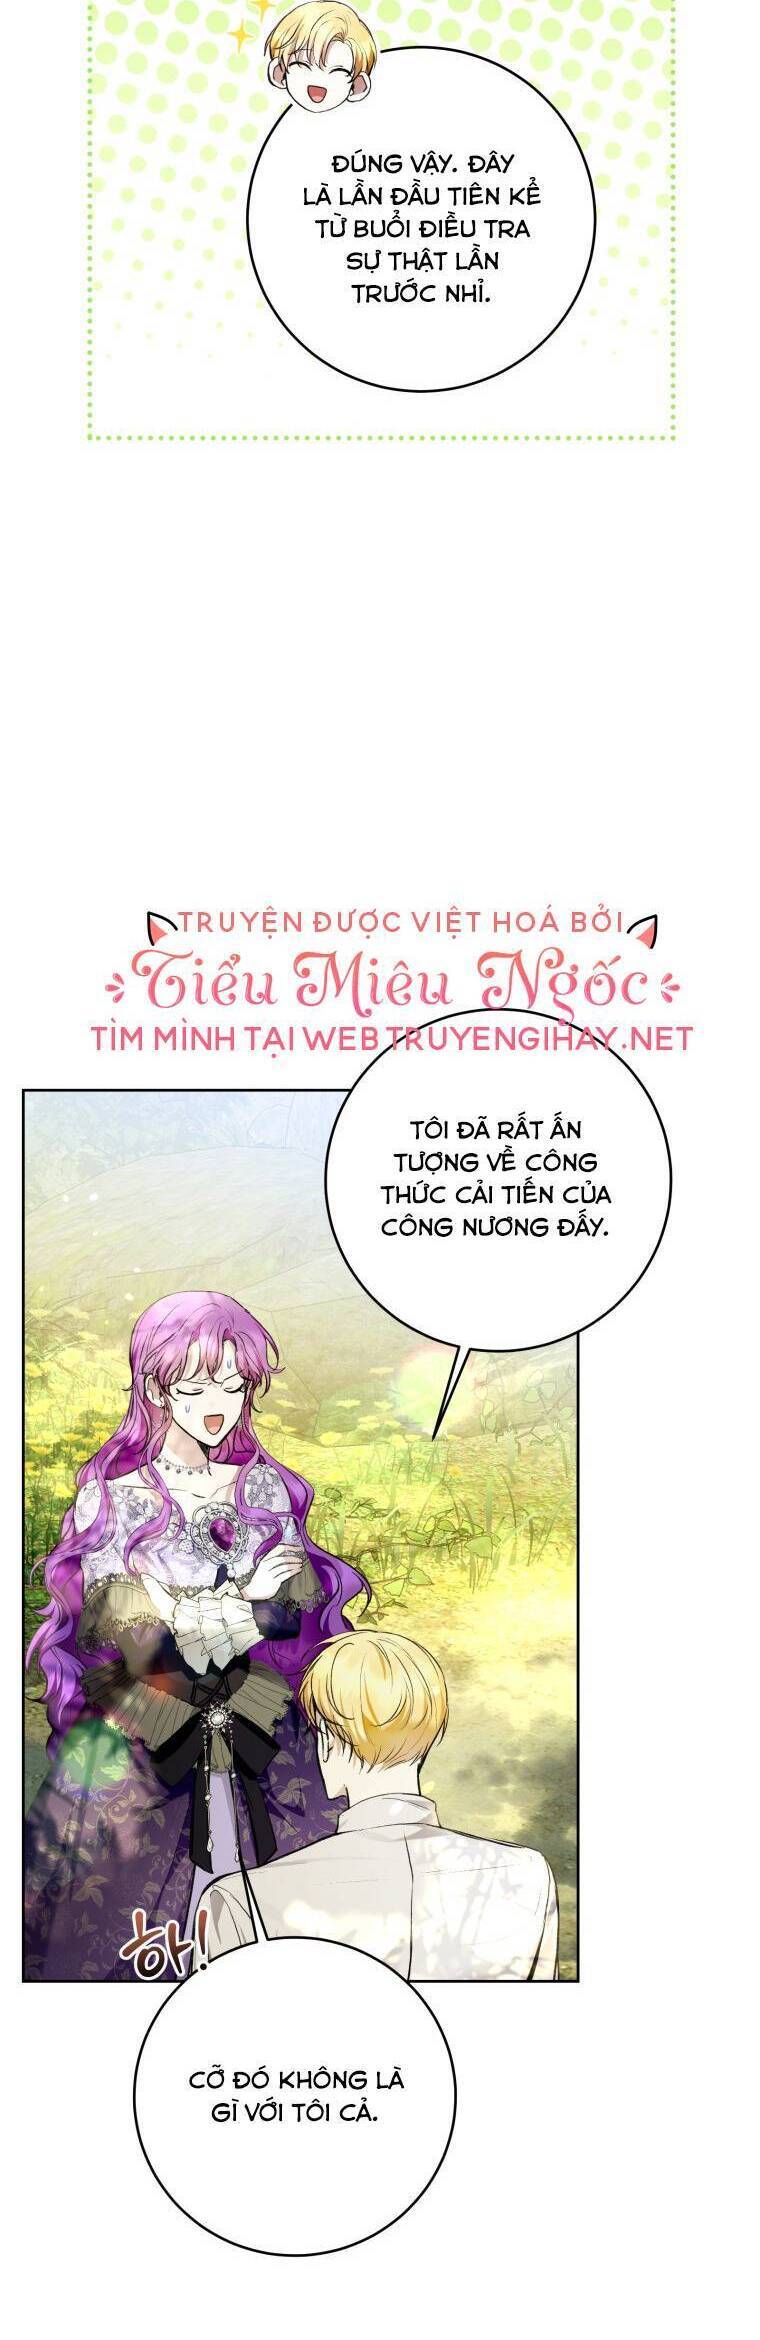 ĐÚNG VẬY. ĐÂY
LÀ LẦN ĐẦU TIÊN KỂ
TỪ BUỔI ĐIỀU TRA
SỰ THẬT LẦN
TRƯỚC NHỈ.
TRUYỆN ĐƯỢC VIỆT HOÁ BỞI
Tiểu Miêu Ngốc
TÌM MÌNH TẠI WEB TRUYENGIHAY.NET
TÔI ĐÃ RẤT ẤN
TƯỢNG VỀ CÔNG
THỨC CẢI TIẾN CỦA
CÔNG NƯƠNG ĐẤY.
하!
CỠ ĐÓ KHÔNG LÀ
GÌ VỚI TÔI CẢ.